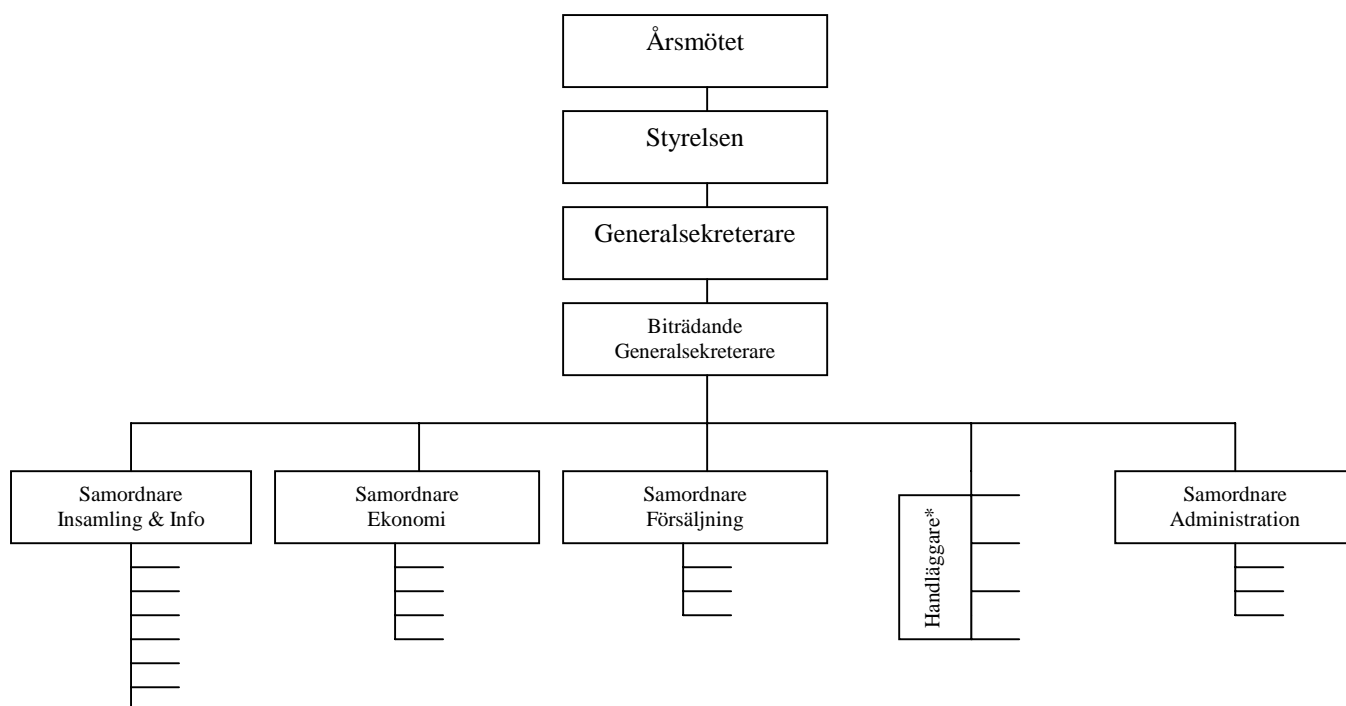 Årsmötet
Styrelsen
Generalsekreterare
Biträdande
Generalsekreterare
Samordnare
Insamling & Info
Samordnare
Ekonomi
Samordnare
Försäljning
Handläggare*
Samordnare
Administration